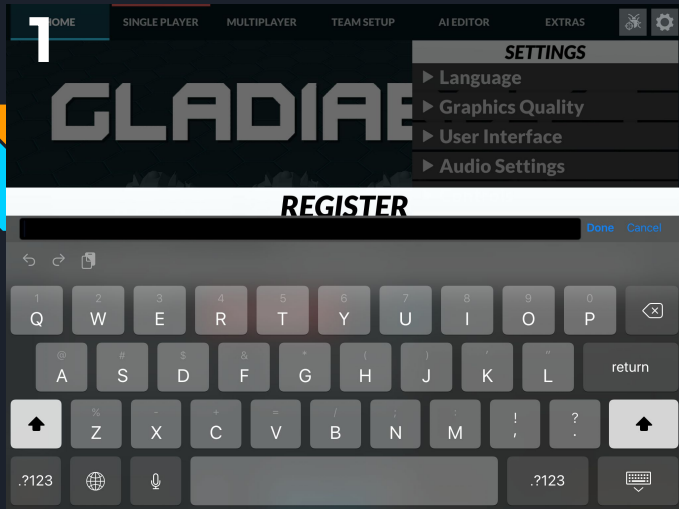 1
HOME SINGLE PLAYER MULTIPLAYER TEAM SETUP AI EDITOR EXTRAS
SETTINGS
Language
Graphics Quality
User Interface
Audio Settings
REGISTER
Done Cancel
1 2 3 4 5 6 7 8 9 0
Q W E R T Y U I O P
@ # $ & * ( ) ' "
A S D F G H J K L return
% - + = / ; : ! ?
Z X C V B N M , .
.?123 .?123